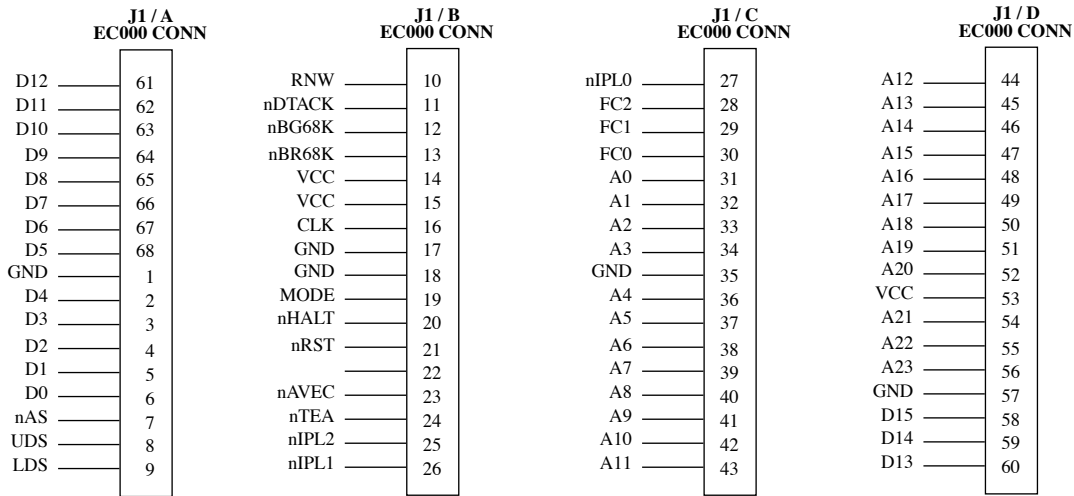 J1 / A
EC000 CONN
D12 61
D11 62
D10 63
D9 64
D8 65
D7 66
D6 67
D5 68
GND 1
D4 2
D3 3
D2 4
D1 5
D0 6
nAS 7
UDS 8
LDS 9
J1 / B
EC000 CONN
RNW 10
nDTACK 11
nBG68K 12
nBR68K 13
VCC 14
VCC 15
CLK 16
GND 17
GND 18
MODE 19
nHALT 20
nRST 21
22
nAVEC 23
nTEA 24
nIPL2 25
nIPL1 26
J1 / C
EC000 CONN
nIPL0 27
FC2 28
FC1 29
FC0 30
A0 31
A1 32
A2 33
A3 34
GND 35
A4 36
A5 37
A6 38
A7 39
A8 40
A9 41
A10 42
A11 43
J1 / D
EC000 CONN
A12 44
A13 45
A14 46
A15 47
A16 48
A17 49
A18 50
A19 51
A20 52
VCC 53
A21 54
A22 55
A23 56
GND 57
D15 58
D14 59
D13 60